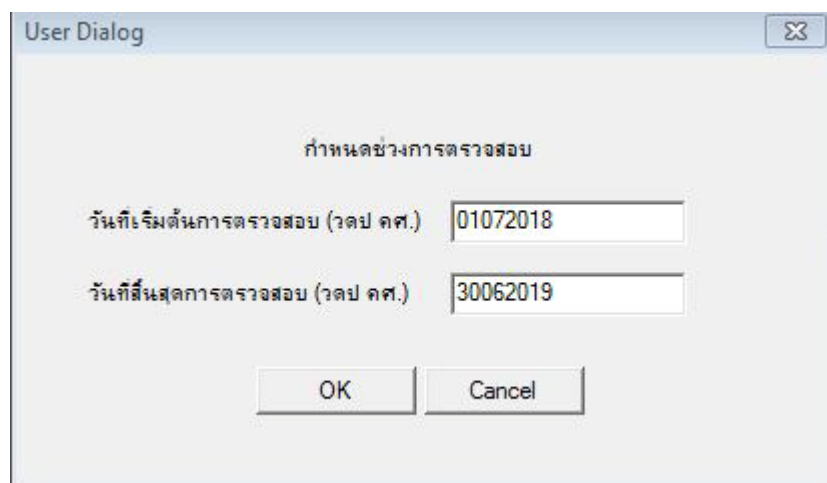 User Dialog
กำหนดช่วงการตรวจสอบ
วันที่เริ่มต้นการตรวจสอบ (วดป คศ.) 01072018
วันที่สิ้นสุดการตรวจสอบ (วดป คศ.) 30062019
OK Cancel